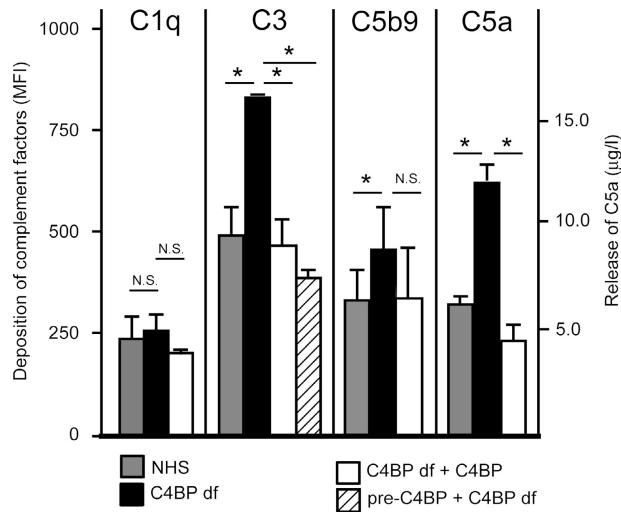 C1q C3 C5b9 C5a
1000
750
500
250
0
Deposition of complement factors (MFI)
N.S.
N.S.
*
*
*
*
N.S.
*
*
15.0
10.0
5.0
Release of C5a (µg/l)
NHS
C4BP df
C4BP df + C4BP
pre-C4BP + C4BP df